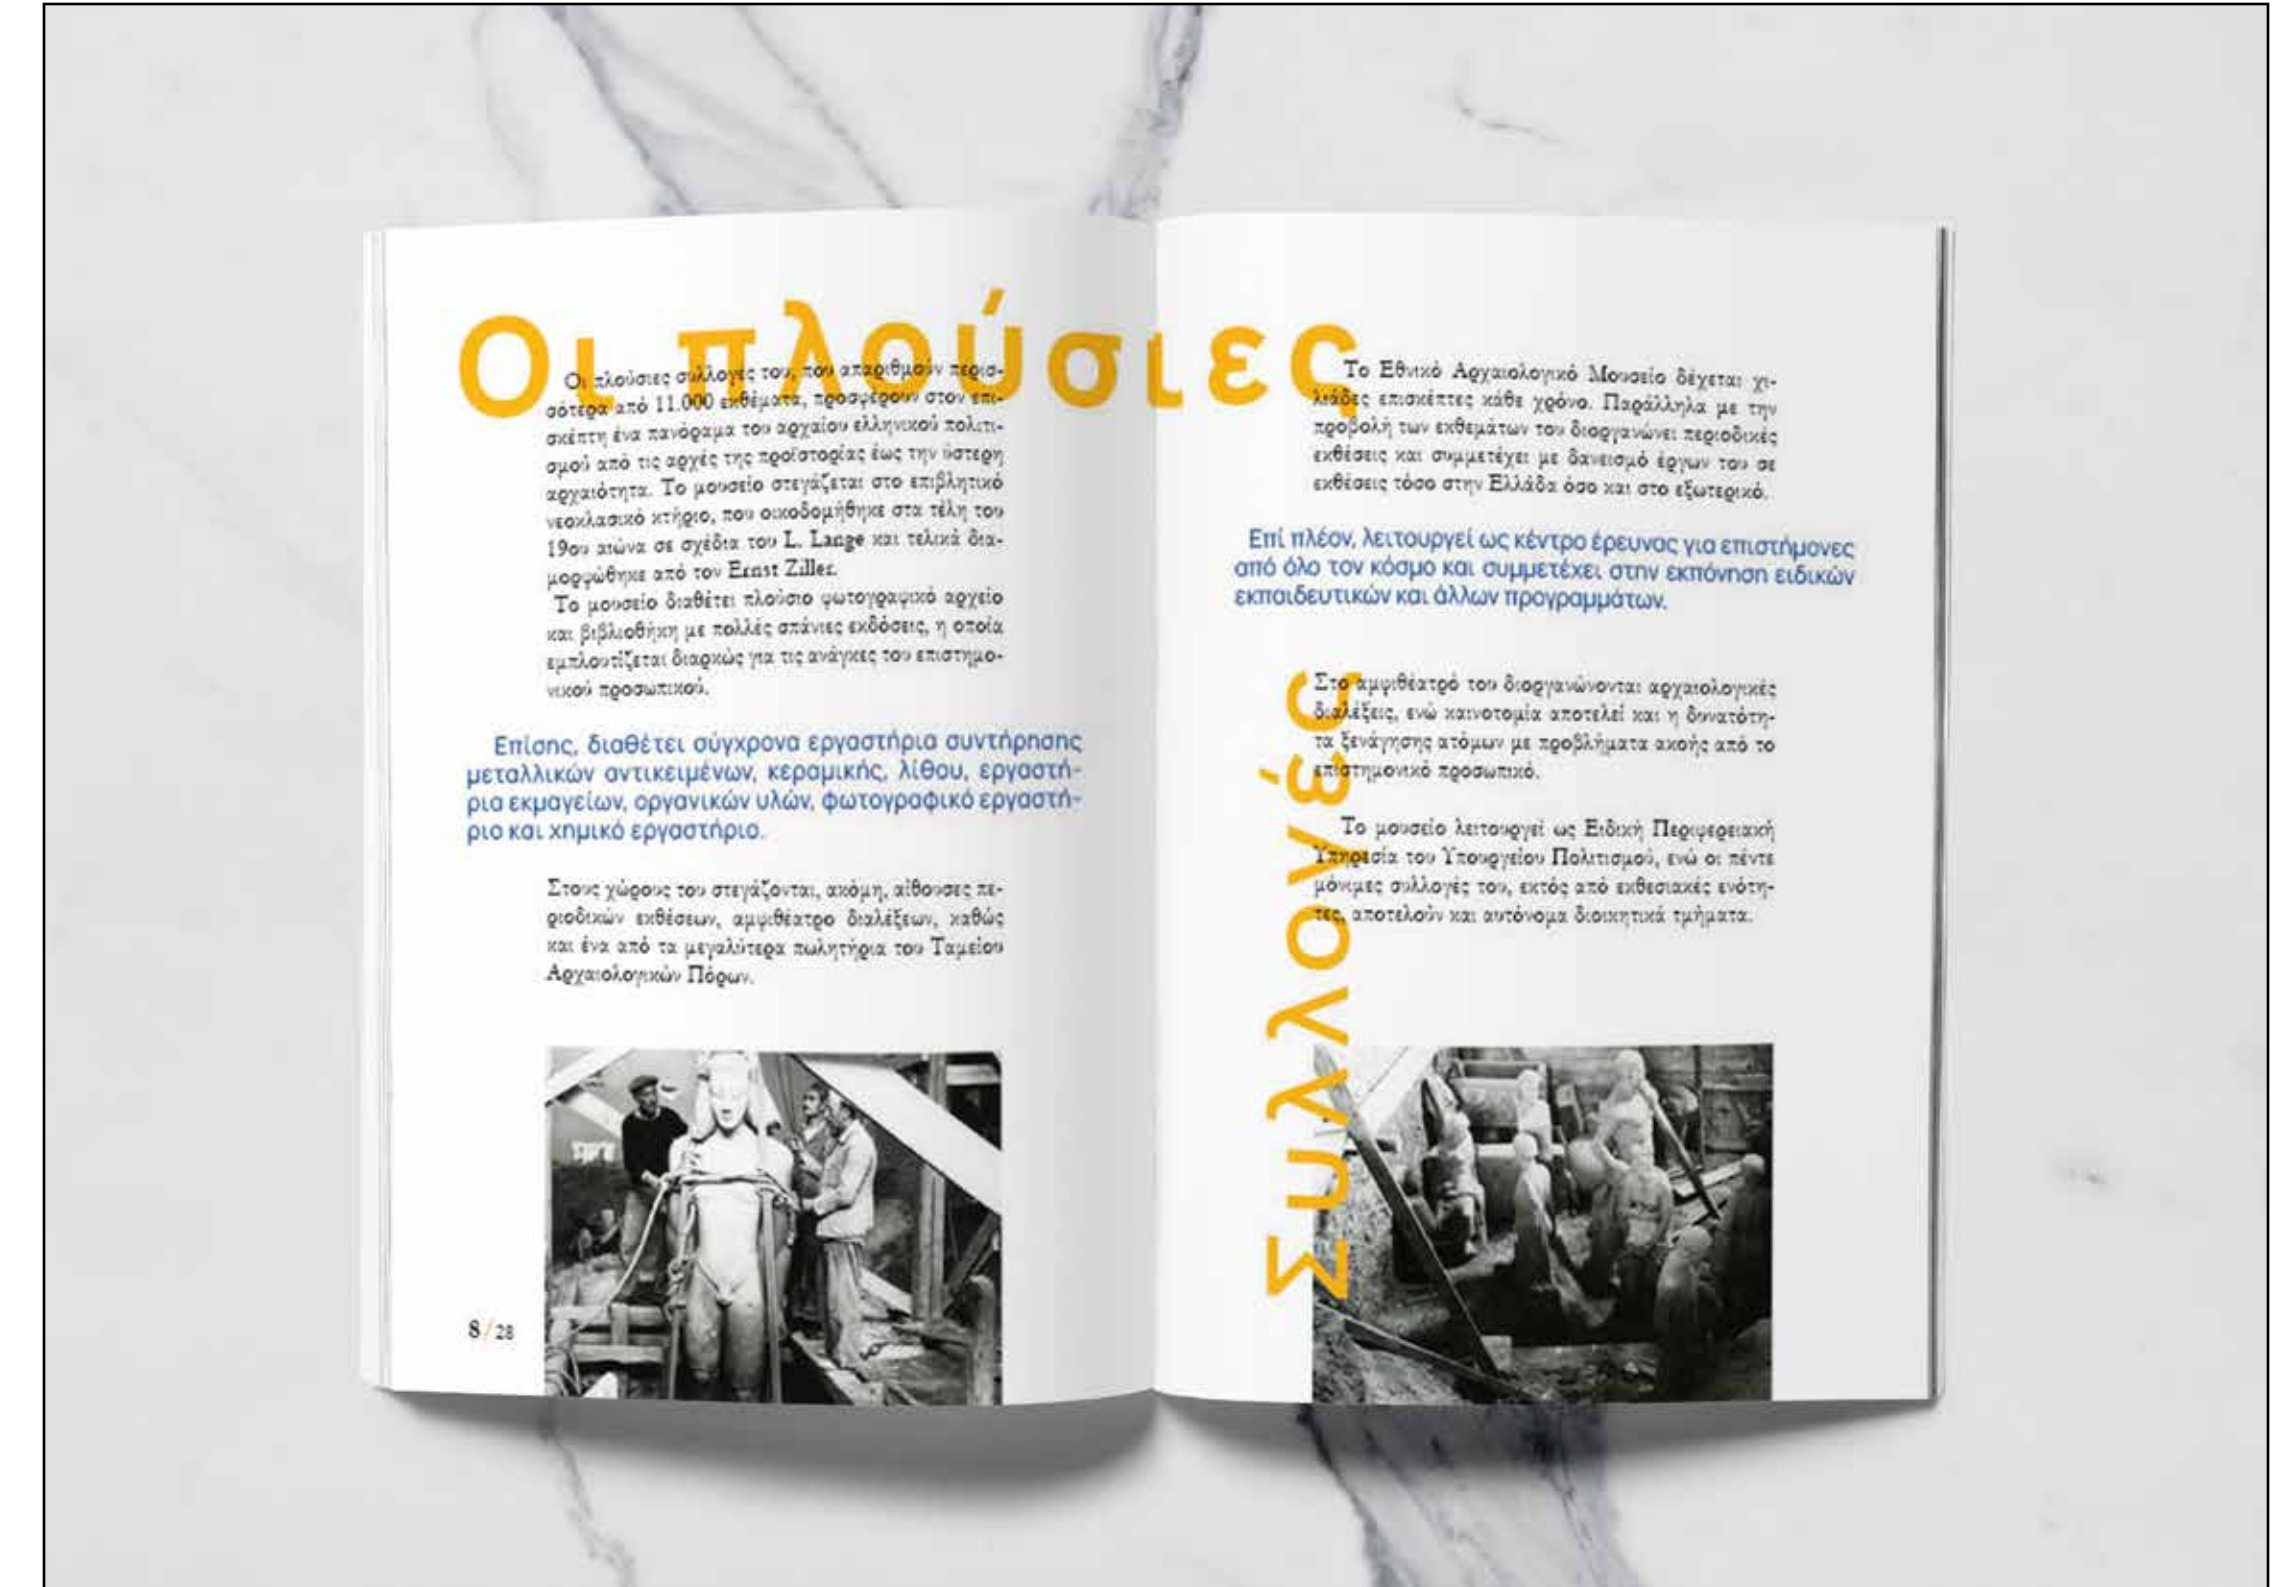 Οι πλούσιες
Οι πλούσιες συλλογές του, που απαριθμούν περισ-
σότερα από 11.000 εκθέματα, προσφέρουν στον επι-
σκέπτη ένα πανόραμα του αρχαίου ελληνικού πολιτι-
σμού από τις αρχές της προϊστορίας έως την ύστερη
αρχαιότητα. Το μουσείο στεγάζεται στο επιβλητικό
νεοκλασικό κτήριο, που οικοδομήθηκε στα τέλη του
19ου αιώνα σε σχέδια του L. Lange και τελικά δια-
μορφώθηκε από τον Ernst Ziller.
Το μουσείο διαθέτει πλούσιο φωτογραφικό αρχείο
και βιβλιοθήκη με πολλές σπάνιες εκδόσεις, η οποία
εμπλουτίζεται διαρκώς για τις ανάγκες του επιστημο-
νικού προσωπικού.
Επίσης, διαθέτει σύγχρονα εργαστήρια συντήρησης
μεταλλικών αντικειμένων, κεραμικής, λίθου, εργαστή-
ρια εκμαγείων, οργανικών υλών, φωτογραφικό εργαστή-
ριο και χημικό εργαστήριο.
Στους χώρους του στεγάζονται, ακόμη, αίθουσες πε-
ριοδικών εκθέσεων, αμφιθέατρο διαλέξεων, καθώς
και ένα από τα μεγαλύτερα πωλητήρια του Ταμείου
Αρχαιολογικών Πόρων.
8/28
Το Εθνικό Αρχαιολογικό Μουσείο δέχεται χι-
λιάδες επισκέπτες κάθε χρόνο. Παράλληλα με την
προβολή των εκθεμάτων του διοργανώνει περιοδικές
εκθέσεις και συμμετέχει με δανεισμό έργων του σε
εκθέσεις τόσο στην Ελλάδα όσο και στο εξωτερικό.
Επί πλέον, λειτουργεί ως κέντρο έρευνας για επιστήμονες
από όλο τον κόσμο και συμμετέχει στην εκπόνηση ειδικών
εκπαιδευτικών και άλλων προγραμμάτων.
Συλλογές
Στο αμφιθέατρό του διοργανώνονται αρχαιολογικές
διαλέξεις, ενώ καινοτομία αποτελεί και η δυνατότη-
τα ξενάγησης ατόμων με προβλήματα ακοής από το
επιστημονικό προσωπικό.
Το μουσείο λειτουργεί ως Ειδική Περιφερειακή
Υπηρεσία του Υπουργείου Πολιτισμού, ενώ οι πέντε
μόνιμες συλλογές του, εκτός από εκθεσιακές ενότη-
τες, αποτελούν και αυτόνομα διοικητικά τμήματα.